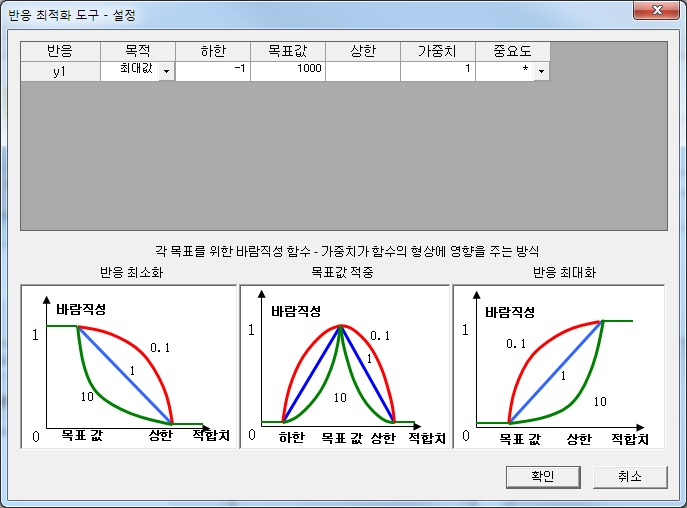 반응 최적화 도구 - 설정
반응 목적 하한 목표값 상한 가중치 중요도
y1 최대값 -1 1000 1 *
각 목표를 위한 바람직성 함수 - 가중치가 함수의 형상에 영향을 주는 방식
반응 최소화 목표값 적중 반응 최대화
바람직성
1
0.1
1
10
0
목표 값 상한 적합치
바람직성
1
0.1
1
10
0
하한 목표 값 상한 적합치
바람직성
1
0.1
1
10
0
목표 값 상한 적합치
확인 취소